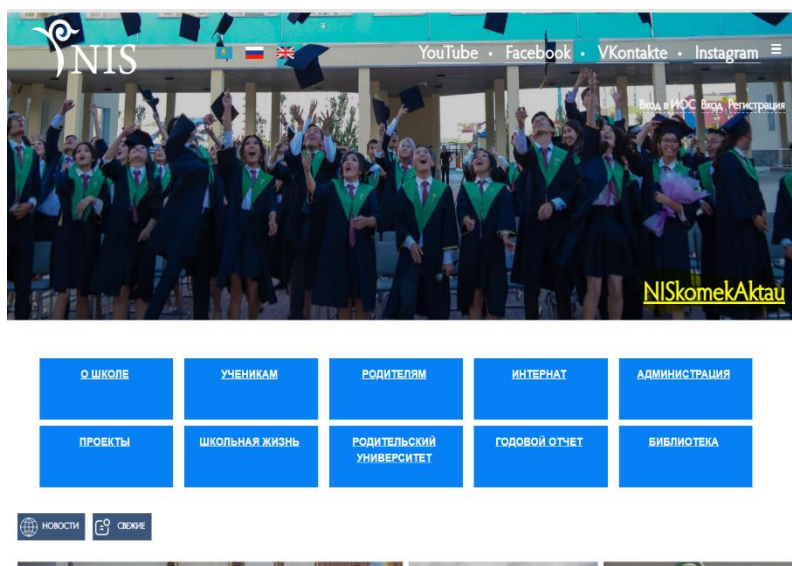 NIS
YouTube • Facebook • VKontakte • Instagram
Вход в ИОС Вход Регистрация
NISkomekAktau
О ШКОЛЕ
УЧЕНИКАМ
РОДИТЕЛЯМ
ИНТЕРНАТ
АДМИНИСТРАЦИЯ
ПРОЕКТЫ
ШКОЛЬНАЯ ЖИЗНЬ
РОДИТЕЛЬСКИЙ
УНИВЕРСИТЕТ
ГОДОВОЙ ОТЧЕТ
БИБЛИОТЕКА
НОВОСТИ
СВЕЖИЕ